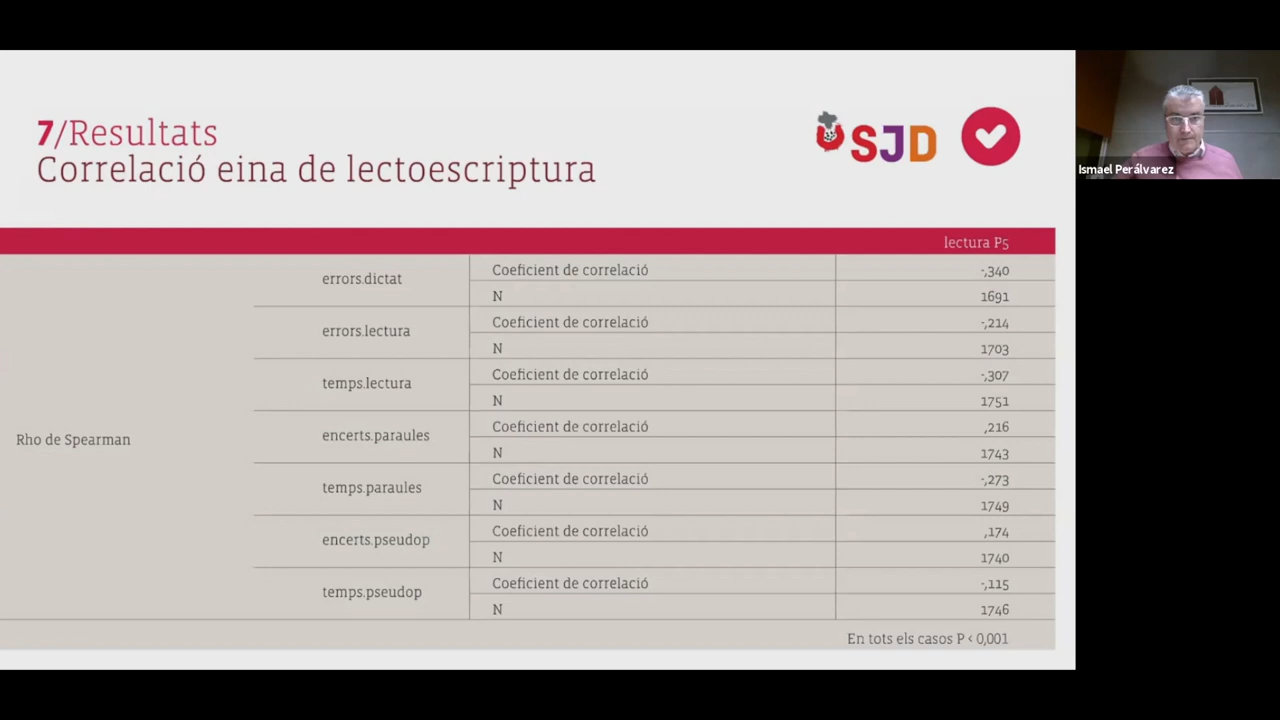 7/Resultats
Correlació eina de lectoescriptura
SJD
Ismael Perálvarez
lectura P5
Rho de Spearman
errors.dictat
Coeficient de correlació
-,340
N
1691
errors.lectura
Coeficient de correlació
-,214
N
1703
temps.lectura
Coeficient de correlació
-,307
N
1751
encerts.paraules
Coeficient de correlació
,216
N
1743
temps.paraules
Coeficient de correlació
-,273
N
1749
encerts.pseudop
Coeficient de correlació
,174
N
1740
temps.pseudop
Coeficient de correlació
-,115
N
1746
En tots els casos P < 0,001